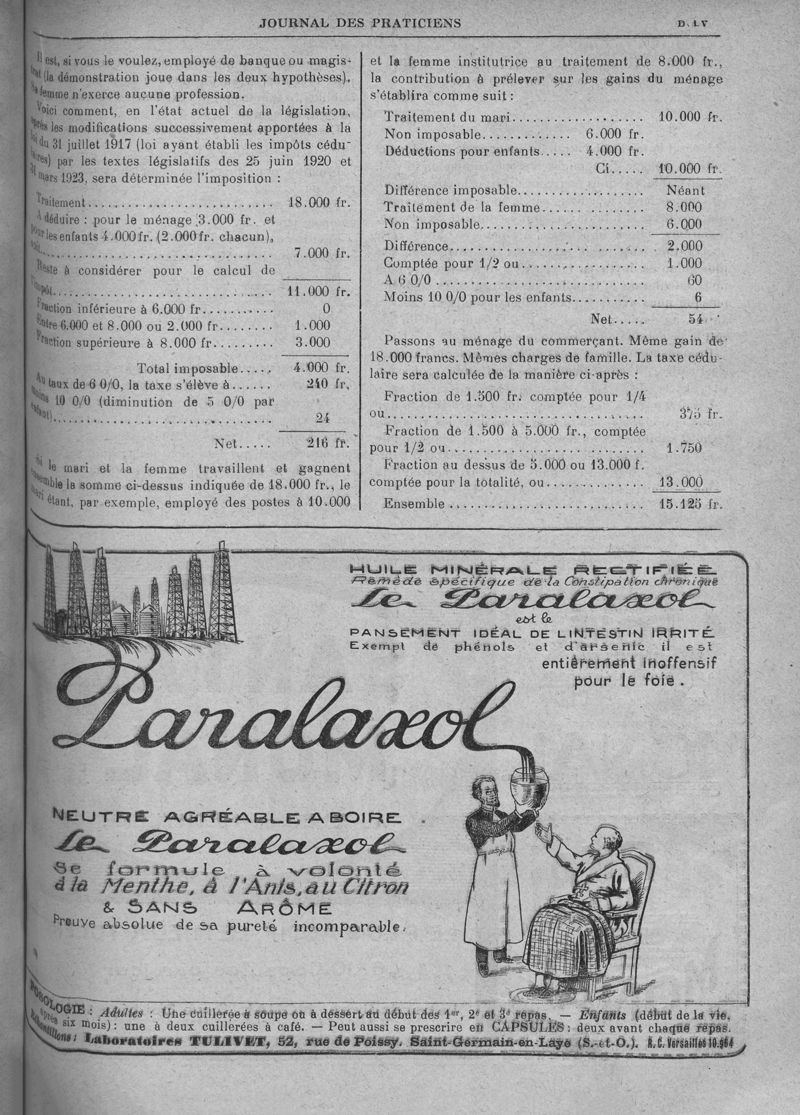 JOURNAL DES PRATICIENS
D. LV
Il est, si vous le voulez, employé de banque ou magis-
trat (la démonstration joue dans les deux hypothèses).
Sa femme n'exerce aucune profession.
Voici comment, en l'état actuel de la législation,
après les modifications successivement apportées à la
loi du 31 juillet 1917 (loi ayant établi les impôts cédu-
laires) par les textes législatifs des 25 juin 1920 et
mars 1923, sera déterminée l'imposition :
Traitement.......................... 18.000 fr.
A déduire : pour le ménage 3.000 fr. et
pour les enfants 4.000 fr. (2.000 fr. chacun),
soit.......................... 7.000 fr.
Reste à considérer pour le calcul de
l'impôt.......................... 11.000 fr.
Fraction inférieure à 6.000 fr........... 0
Entre 6.000 et 8.000 ou 2.000 fr........ 1.000
Fraction supérieure à 8.000 fr......... 3.000
Total imposable..... 4.000 fr.
Au taux de 6 0/0, la taxe s'élève à...... 240 fr.
Moins 10 0/0 (diminution de 5 0/0 par
enfant).......................... 24
Net..... 216 fr.
Si le mari et la femme travaillent et gagnent
ensemble la somme ci-dessus indiquée de 18.000 fr., le
mari étant, par exemple, employé des postes à 10.000
et la femme institutrice au traitement de 8.000 fr.,
la contribution à prélever sur les gains du ménage
s'établira comme suit :
Traitement du mari.................... 10.000 fr.
Non imposable............. 6.000 fr.
Déductions pour enfants..... 4.000 fr.
Ci..... 10.000 fr.
Différence imposable.................... Néant
Traitement de la femme................ 8.000
Non imposable.......................... 6.000
Différence.......................... 2.000
Comptée pour 1/2 ou.................... 1.000
A 6 0/0.......................... 60
Moins 10 0/0 pour les enfants........... 6
Net..... 54
Passons au ménage du commerçant. Même gain de
18.000 francs. Mêmes charges de famille. La taxe cédu-
laire sera calculée de la manière ci-après :
Fraction de 1.500 fr. comptée pour 1/4
ou.......................... 375 fr.
Fraction de 1.500 à 5.000 fr., comptée
pour 1/2 ou.......................... 1.750
Fraction au dessus de 5.000 ou 13.000 f.
comptée pour la totalité, ou............... 13.000
Ensemble .......................... 15.125 fr.
HUILE MINÉRALE RECTIFIÉE
Remède spécifique de la Constipation chronique
Le Paralaxol
est le
PANSEMENT IDÉAL DE L'INTESTIN IRRITÉ
Exempt de phénols et d'arsenic il est
entièrement inoffensif
pour le foie.
Paralaxol
NEUTRE AGRÉABLE A BOIRE
Le Paralaxol
Se formule à volonté
à la Menthe, à l'Anis, au Citron
& SANS ARÔME
Preuve absolue de sa pureté incomparable.
POSOLOGIE : Adultes : Une cuillerée à soupe ou à dessert au début des 1er, 2e et 3e repas. — Enfants (début de la vie,
six mois) : une à deux cuillerées à café. — Peut aussi se prescrire en CAPSULES : deux avant chaque repas.
Laboratoires TULIVET, 52, rue de Poissy. Saint-Germain-en-Laye (S.-et-O.). R.C. Versailles 10.964